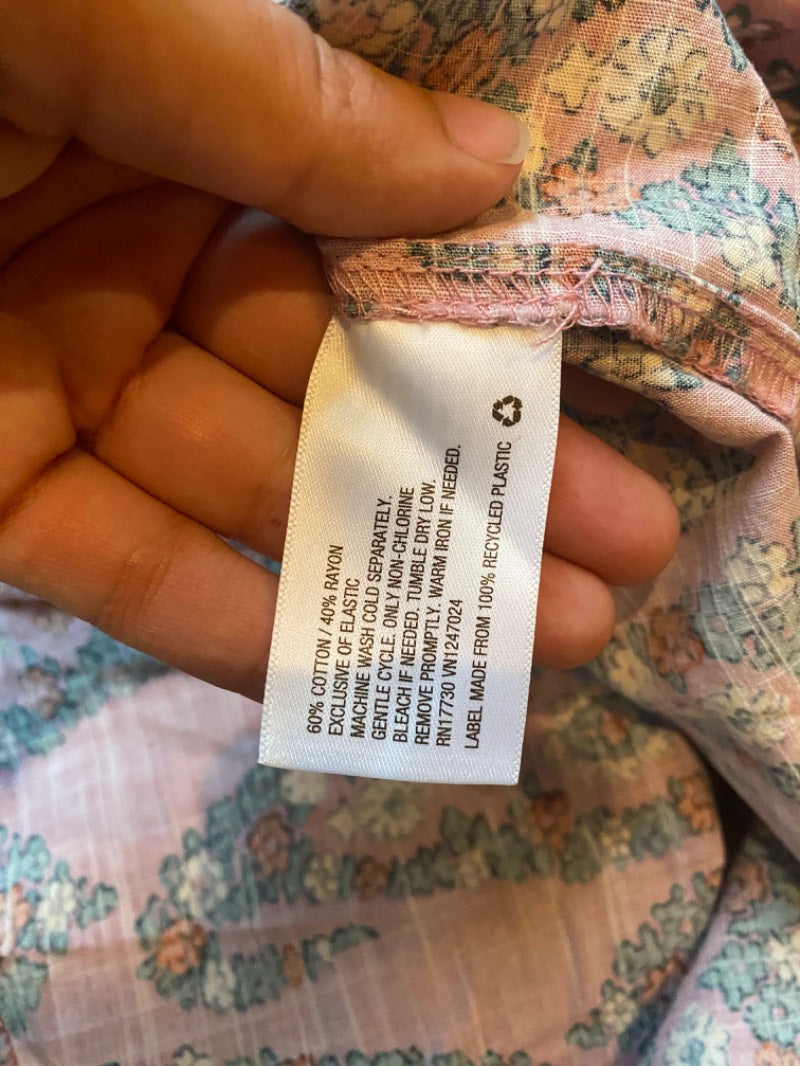 60% COTTON / 40% RAYON
EXCLUSIVE OF ELASTIC
MACHINE WASH COLD SEPARATELY.
GENTLE CYCLE. ONLY NON-CHLORINE
BLEACH IF NEEDED. TUMBLE DRY LOW.
REMOVE PROMPTLY. WARM IRON IF NEEDED.
RN17730 VN1247024
LABEL MADE FROM 100% RECYCLED PLASTIC